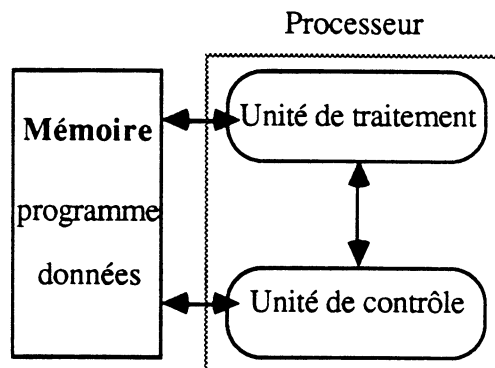 Processeur
Mémoire
programme
données
Unité de traitement
Unité de contrôle